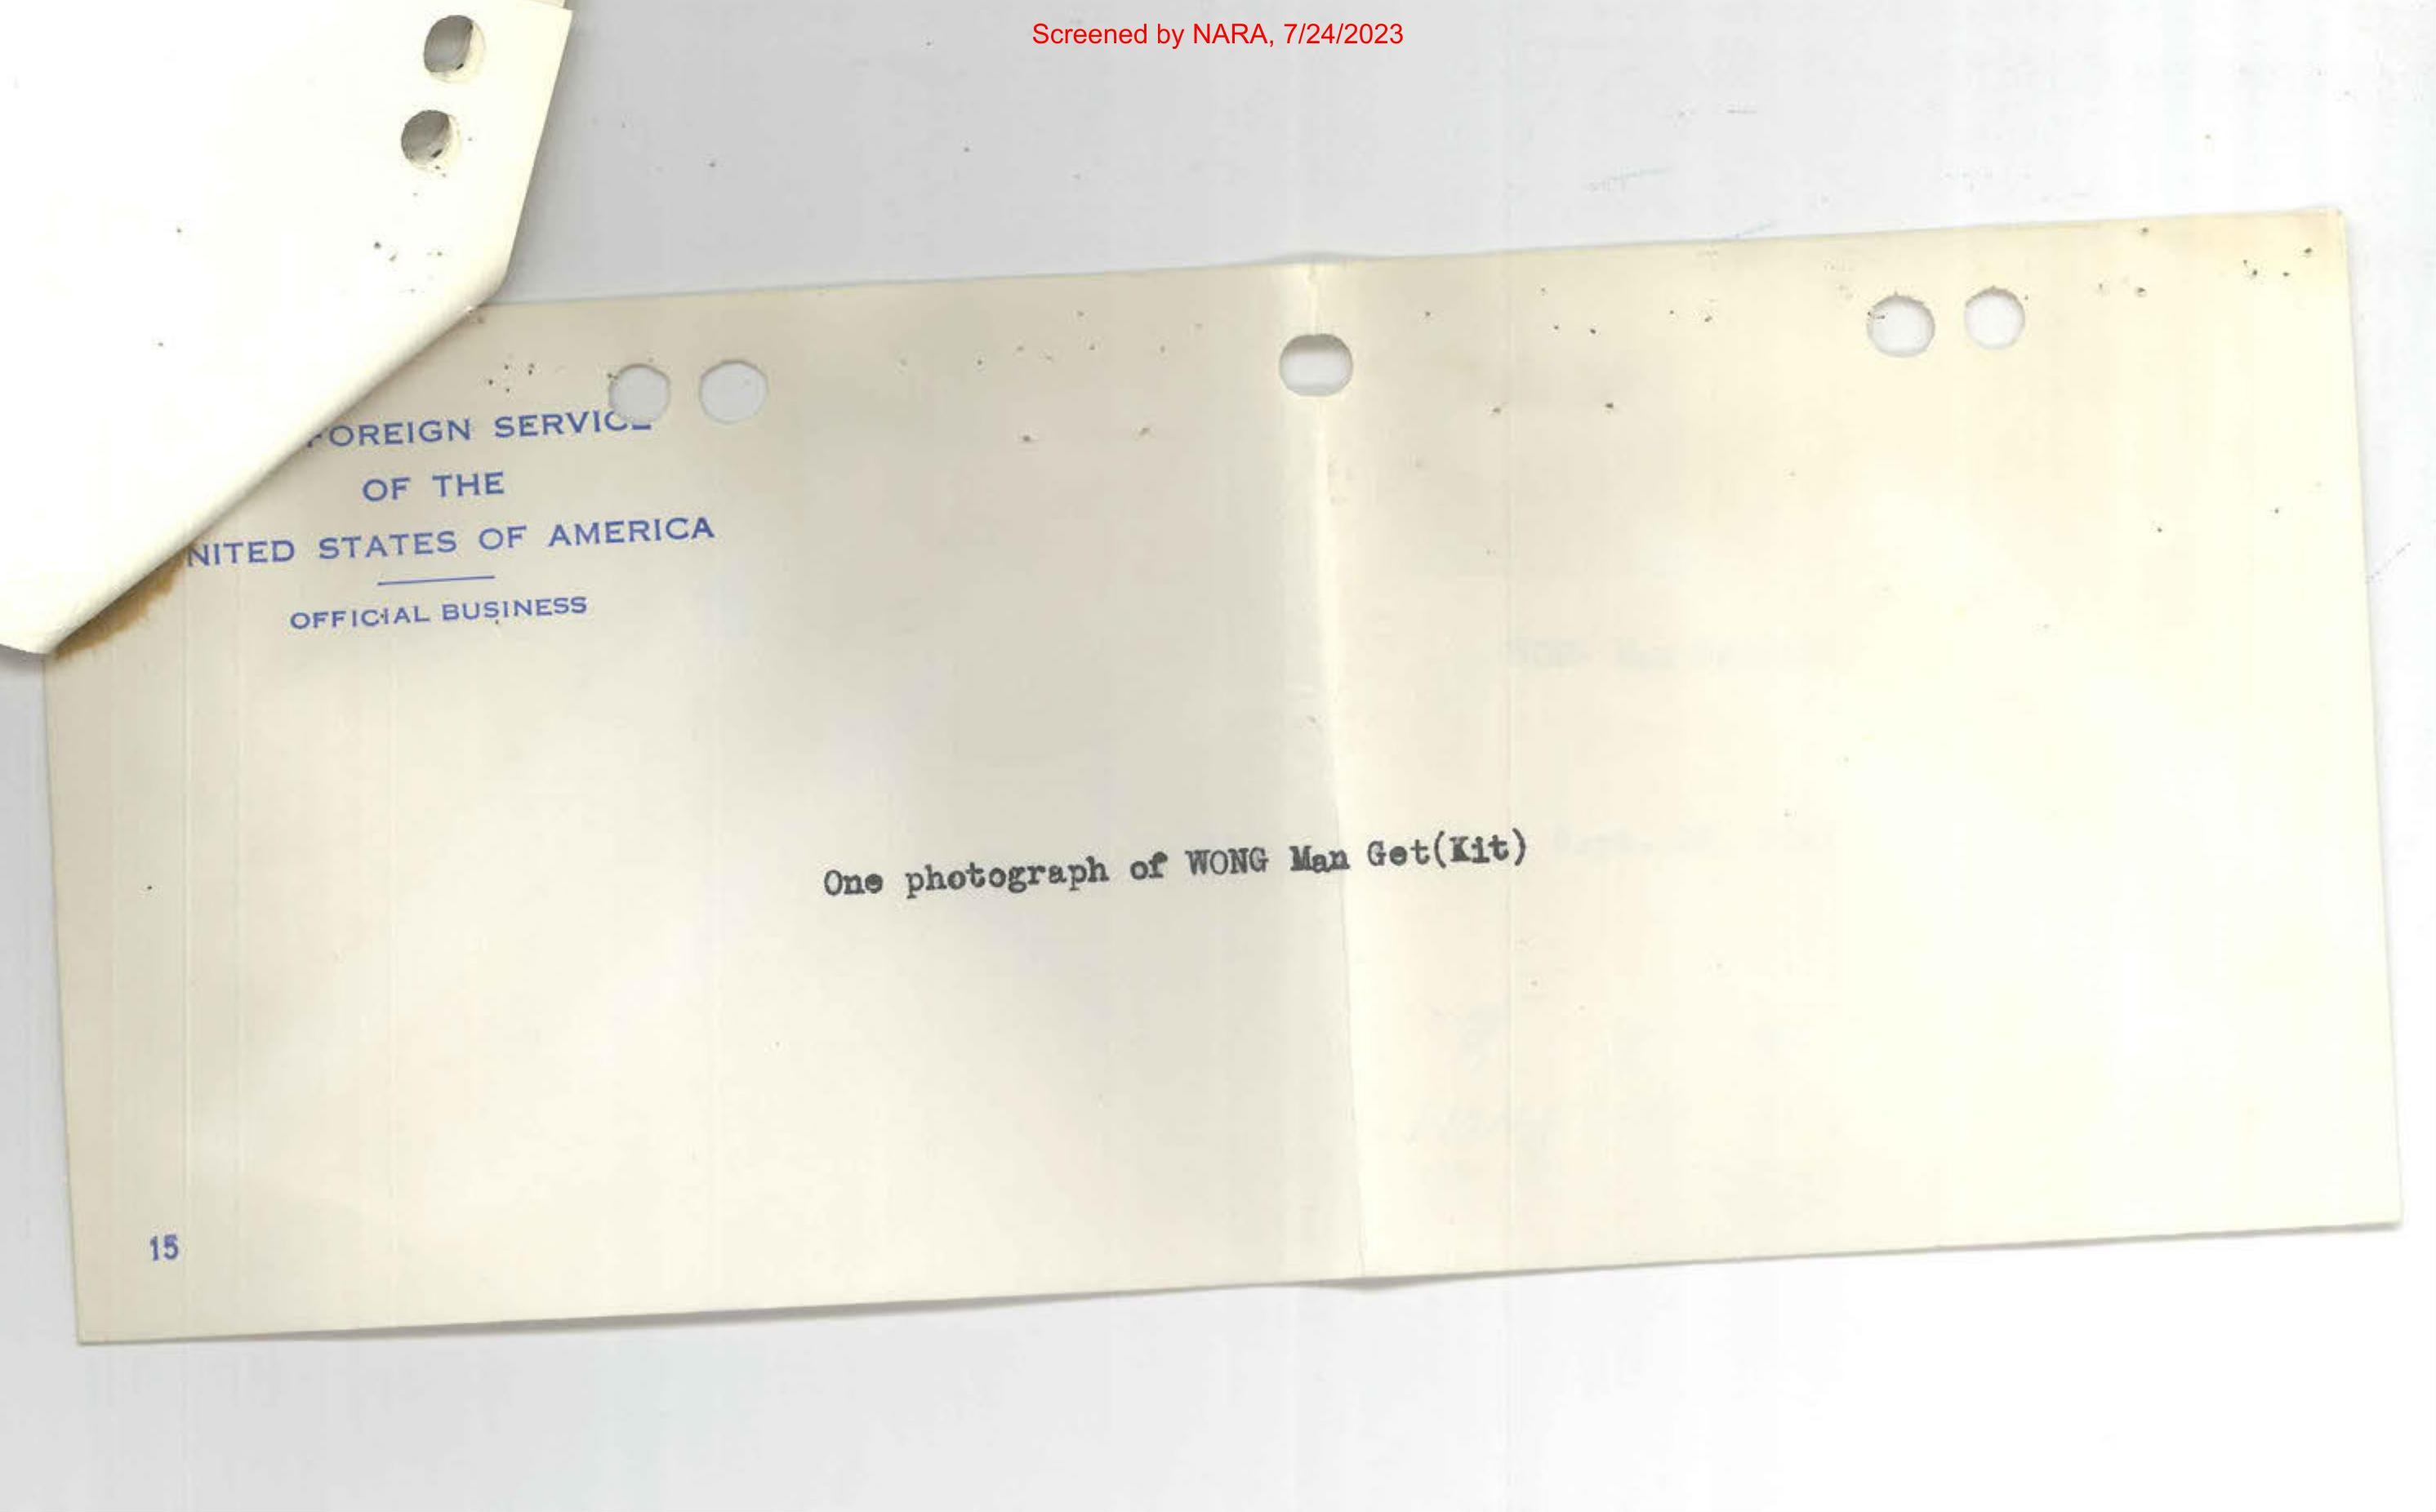 Screened by NARA, 7/24/2023
FOREIGN SERVICE
OF THE
NITED STATES OF AMERICA
OFFICIAL BUSINESS
One photograph of WONG Man Get(Kit)
15